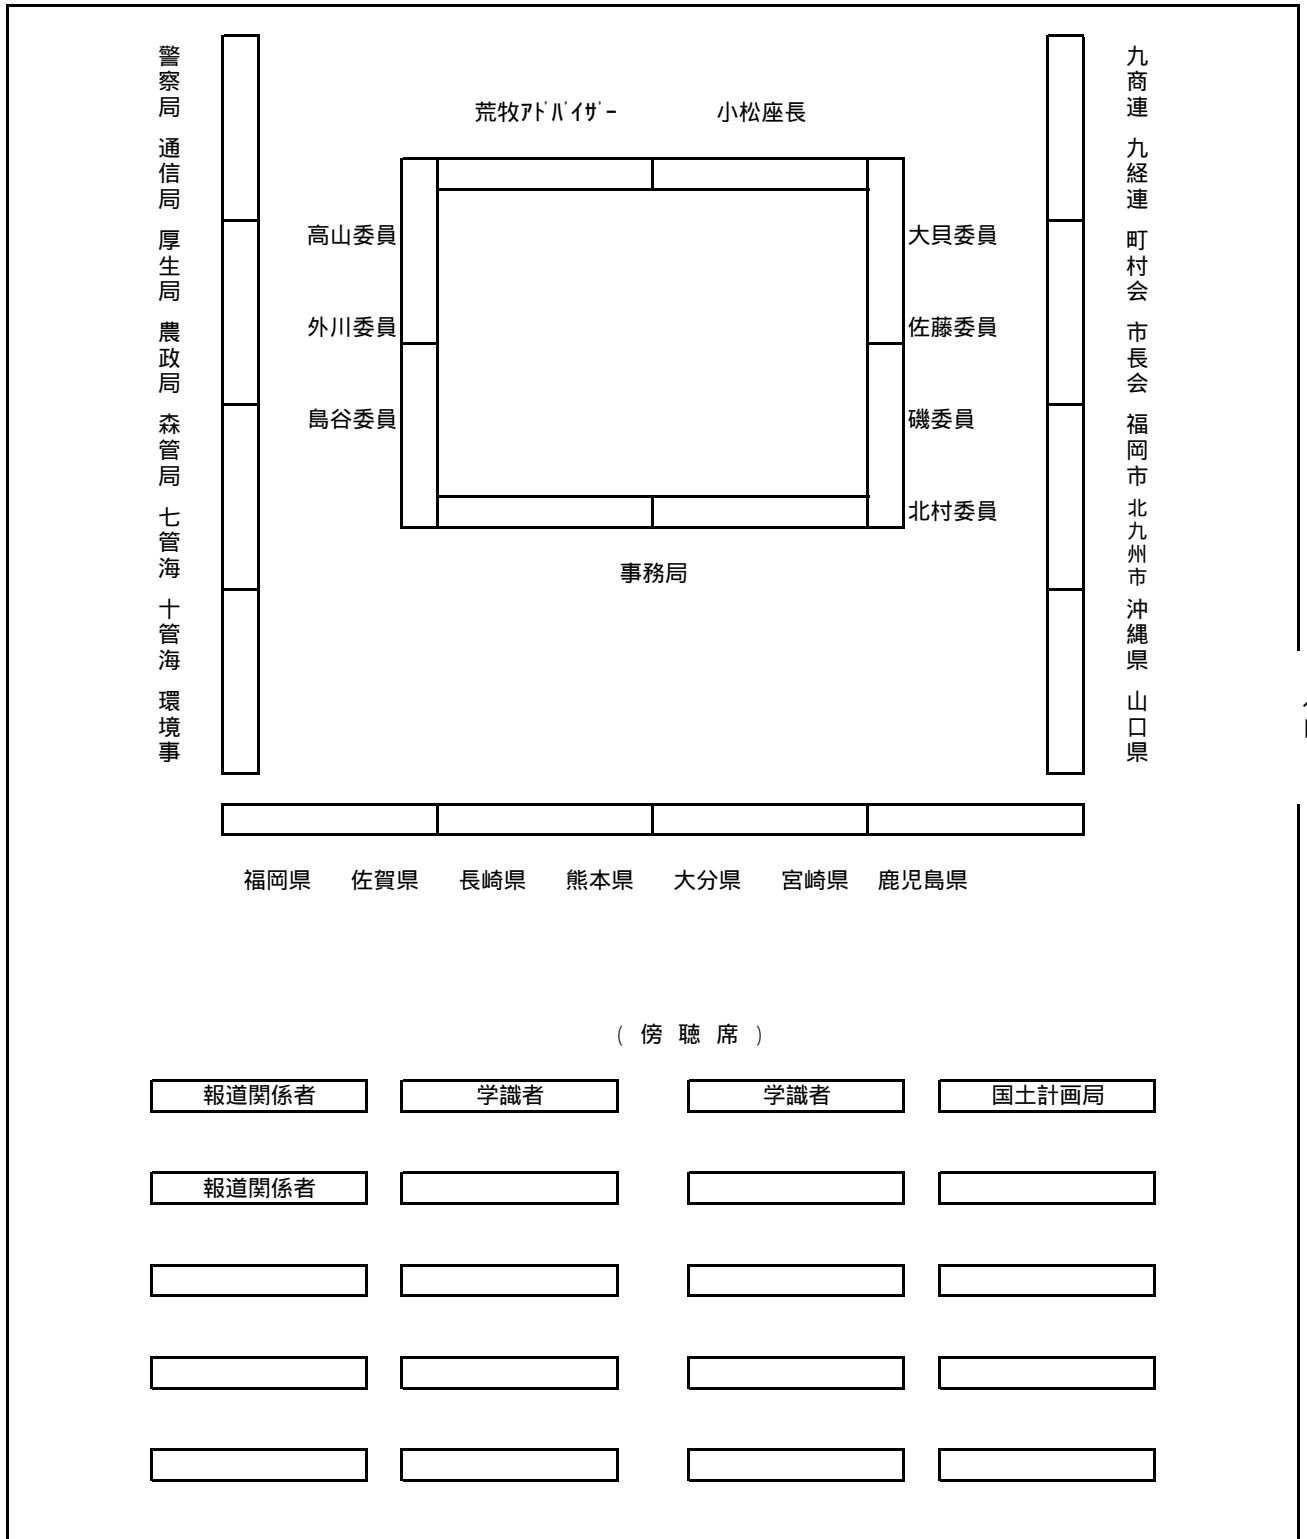 荒牧ｱﾄﾞﾊﾞｲｻﾞｰ
小松座長
警察局
通信局
厚生局
農政局
森管局
七管海
十管海
環境事
高山委員
外川委員
島谷委員
大貝委員
佐藤委員
磯委員
北村委員
事務局
九商連
九経連
町村会
市長会
福岡市
北九州市
沖縄県
山口県
福岡県 佐賀県 長崎県 熊本県 大分県 宮崎県 鹿児島県
(傍聴席)
報道関係者 学識者 学識者 国土計画局
報道関係者